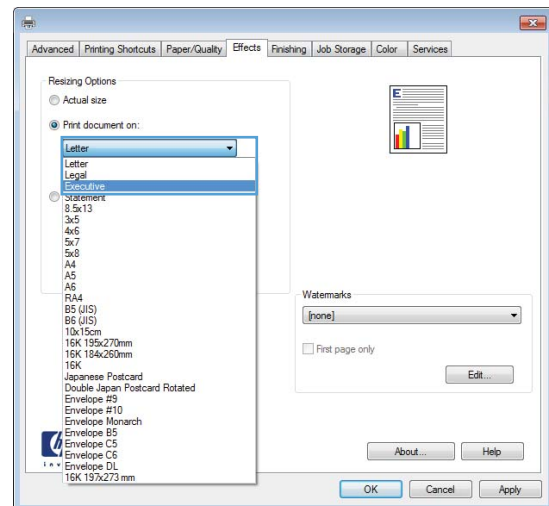 Advanced Printing Shortcuts Paper/Quality Effects Finishing Job Storage Color Services
Resizing Options
Actual size
Print document on:
Letter
Letter
Legal
Executive
Statement
8.5x13
3x5
4x6
5x7
5x8
A4
A5
A6
RA4
B5 (JIS)
B6 (JIS)
10x15cm
16K 195x270mm
16K 184x260mm
16K
Japanese Postcard
Double Japan Postcard Rotated
Envelope #9
Envelope #10
Envelope Monarch
Envelope B5
Envelope C5
Envelope C6
Envelope DL
16K 197x273 mm
E
Watermarks
[none]
First page only
Edit...
About... Help
OK Cancel Apply